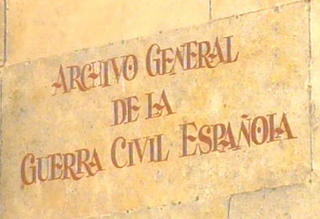 ARCHIVO GENERAL
DE LA
GUERRA CIVIL ESPAÑOLA